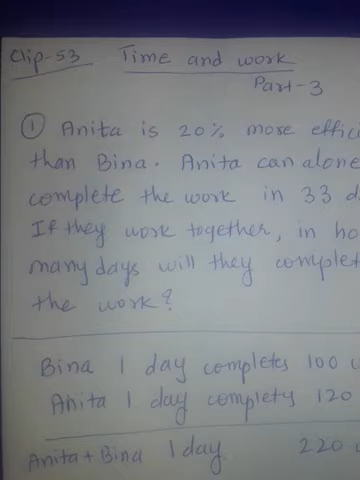 Clip-53 Time and work
Part-3
① Anita is 20% more effici
than Bina. Anita can alone
complete the work in 33 d
If they work together, in ho
many days will they complet
the work?
Bina 1 day completes 100 u
Anita 1 day complety 120
Anita + Bina 1 day 220 u